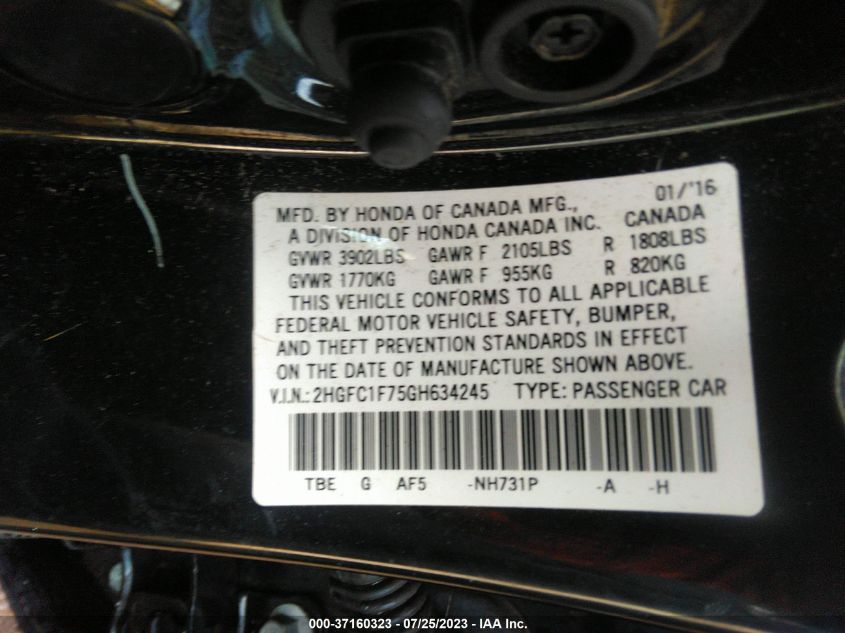 01/'16
MFD. BY HONDA OF CANADA MFG.,
A DIVISION OF HONDA CANADA INC. CANADA
GVWR 3902LBS GAWR F 2105LBS R 1808LBS
GVWR 1770KG GAWR F 955KG R 820KG
THIS VEHICLE CONFORMS TO ALL APPLICABLE
FEDERAL MOTOR VEHICLE SAFETY, BUMPER,
AND THEFT PREVENTION STANDARDS IN EFFECT
ON THE DATE OF MANUFACTURE SHOWN ABOVE.
V.I.N.: 2HGFC1F75GH634245 TYPE: PASSENGER CAR
TBE G AF5 -NH731P -A -H
000-37160323 - 07/25/2023 - IAA Inc.